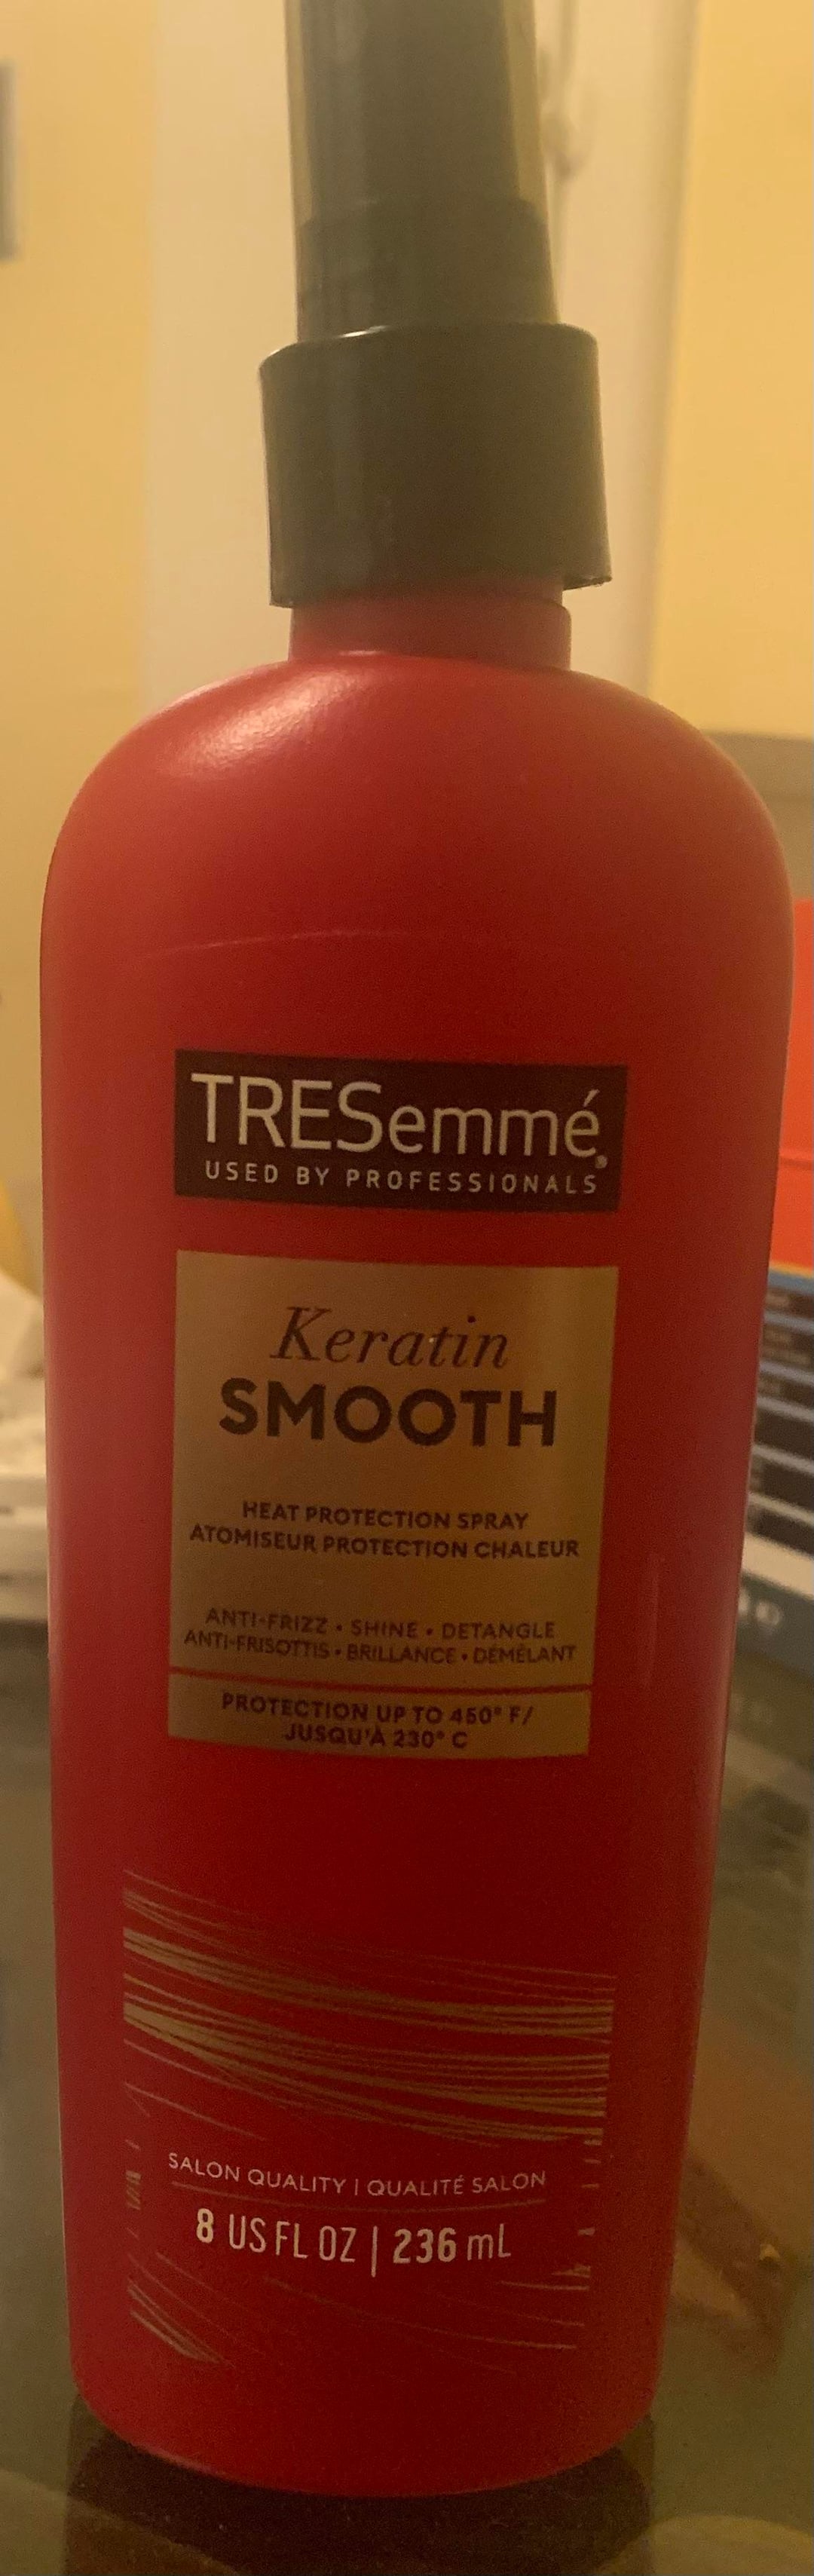 TRESemmé®
USED BY PROFESSIONALS
Keratin
SMOOTH
HEAT PROTECTION SPRAY
ATOMISEUR PROTECTION CHALEUR
ANTI-FRIZZ • SHINE • DETANGLE
ANTI-FRISOTTIS • BRILLANCE • DÉMÊLANT
PROTECTION UP TO 450° F/
JUSQU'À 230° C
SALON QUALITY | QUALITÉ SALON
8 US FL OZ | 236 mL